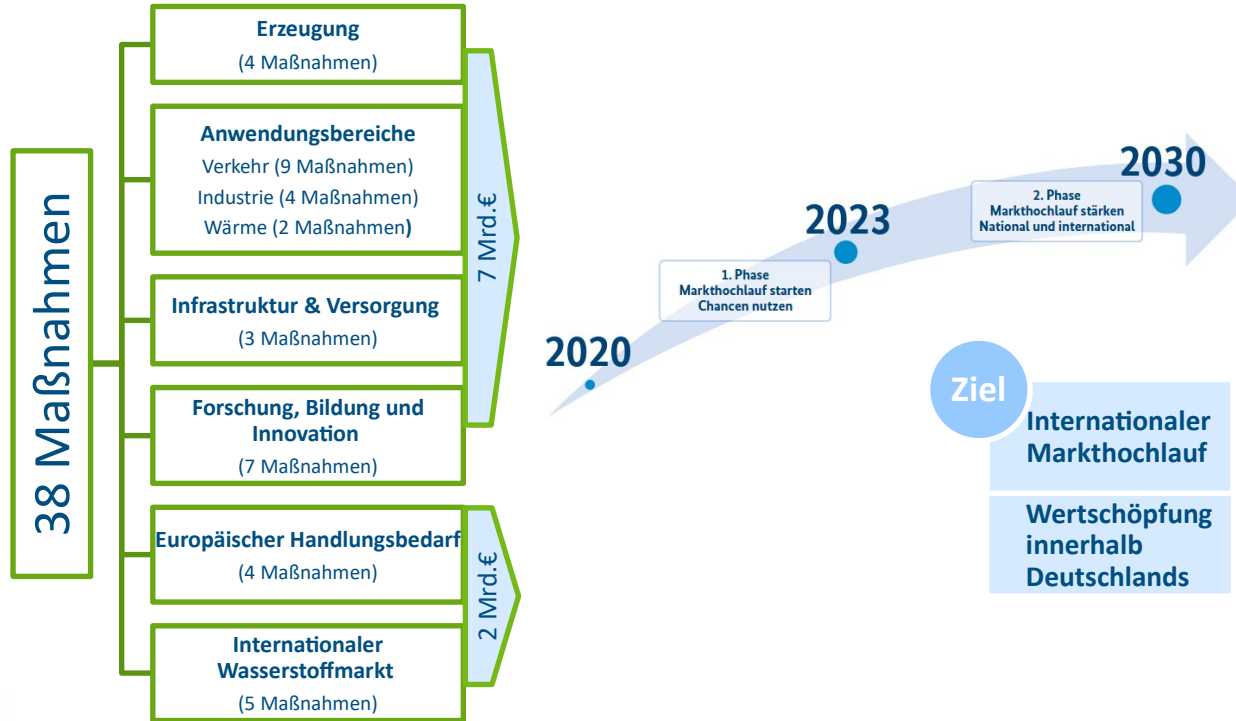 38 Maßnahmen
Erzeugung
(4 Maßnahmen)
Anwendungsbereiche
Verkehr (9 Maßnahmen)
Industrie (4 Maßnahmen)
Wärme (2 Maßnahmen)
Infrastruktur & Versorgung
(3 Maßnahmen)
Forschung, Bildung und
Innovation
(7 Maßnahmen)
Europäischer Handlungsbedarf
(4 Maßnahmen)
Internationaler
Wasserstoffmarkt
(5 Maßnahmen)
7 Mrd.€
2 Mrd.€
2020
1. Phase
Markthochlauf starten
Chancen nutzen
2023
2. Phase
Markthochlauf stärken
National und international
2030
Ziel
Internationaler
Markthochlauf
Wertschöpfung
innerhalb
Deutschlands